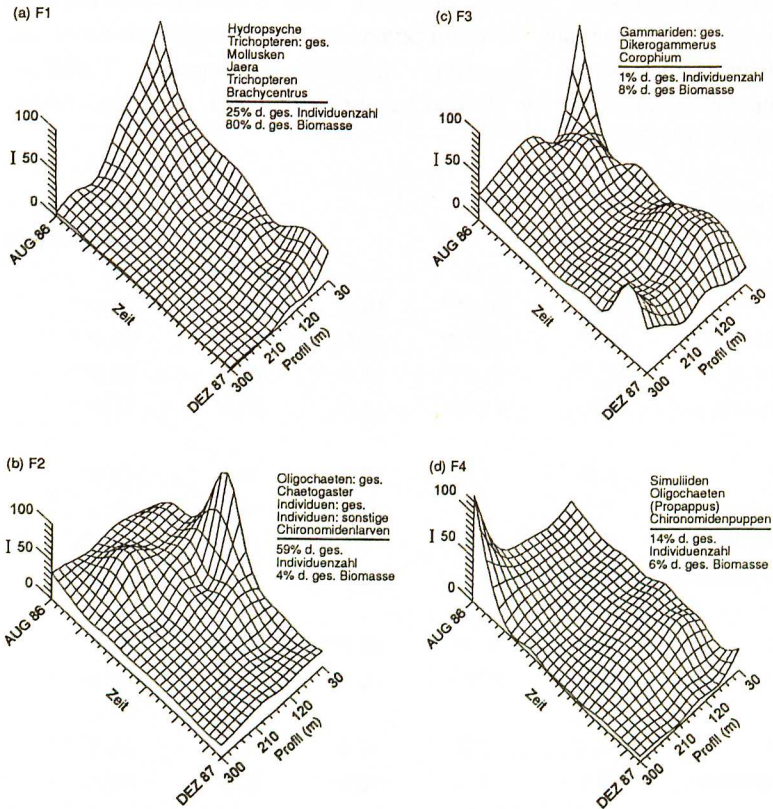 (a) F1
Hydropsyche
Trichopteren: ges.
Mollusken
Jaera
Trichopteren
Brachycentrus
25% d. ges. Individuenzahl
80% d. ges. Biomasse
100
I 50
0
AUG 86
Zeit
DEZ 87
300
210
120
30
Profil (m)
(c) F3
Gammariden: ges.
Dikerogammerus
Corophium
1% d. ges. Individuenzahl
8% d. ges Biomasse
100
I 50
0
AUG 86
Zeit
DEZ 87
300
210
120
30
Profil (m)
(b) F2
Oligochaeten: ges.
Chaetogaster
Individuen: ges.
Individuen: sonstige
Chironomidenlarven
59% d. ges.
Individuenzahl
4% d. ges. Biomasse
100
I 50
0
AUG 86
Zeit
DEZ 87
300
210
120
30
Profil (m)
(d) F4
Simuliiden
Oligochaeten
(Propappus)
Chironomidenpuppen
14% d. ges.
Individuenzahl
6% d. ges. Biomasse
100
I 50
0
AUG 86
Zeit
DEZ 87
300
210
120
30
Profil (m)